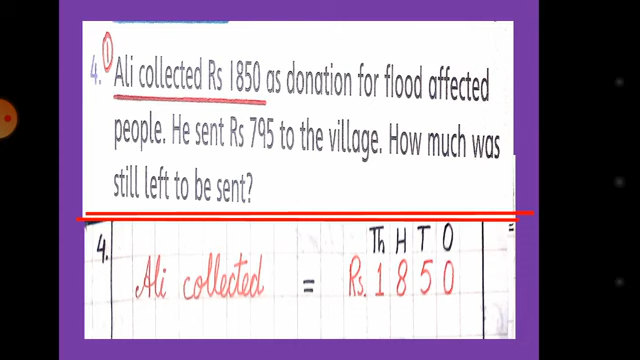 ①
4. Ali collected Rs 1850 as donation for flood affected
people. He sent Rs 795 to the village. How much was
still left to be sent?
Th H T O
4. Ali collected = Rs. 1 8 5 0
=